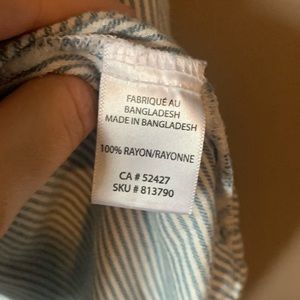 FABRIQUÉ AU
BANGLADESH
MADE IN BANGLADESH
100% RAYON/RAYONNE
CA # 52427
SKU # 813790